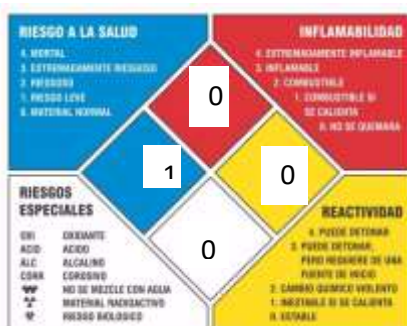 RIESGO A LA SALUD
4. MORTAL
3. EXTREMADAMENTE RIESGOSO
2. RIESGOSO
1. RIESGO LEVE
0. MATERIAL NORMAL
INFLAMABILIDAD
4. EXTREMADAMENTE INFLAMABLE
3. INFLAMABLE
2. COMBUSTIBLE
1. COMBUSTIBLE SI
SE CALIENTA
0. NO SE QUEMARA
0
1
0
0
RIESGOS
ESPECIALES
OXI OXIDANTE
ACID ACIDO
ALC ALCALINO
CORR CORROSIVO
NO SE MEZCLE CON AGUA
MATERIAL RADIOACTIVO
RIESGO BIOLOGICO
REACTIVIDAD
4. PUEDE DETONAR
3. PUEDE DETONAR,
PERO REQUIERE DE UNA
FUENTE DE INICIO
2. CAMBIO QUIMICO VIOLENTO
1. INESTABLE SI SE CALIENTA
0. ESTABLE